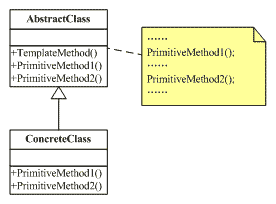 AbstractClass
+TemplateMethod()
+PrimitiveMethod1()
+PrimitiveMethod2()
......
PrimitiveMethod1();
......
PrimitiveMethod2();
......
ConcreteClass
+PrimitiveMethod1()
+PrimitiveMethod2()